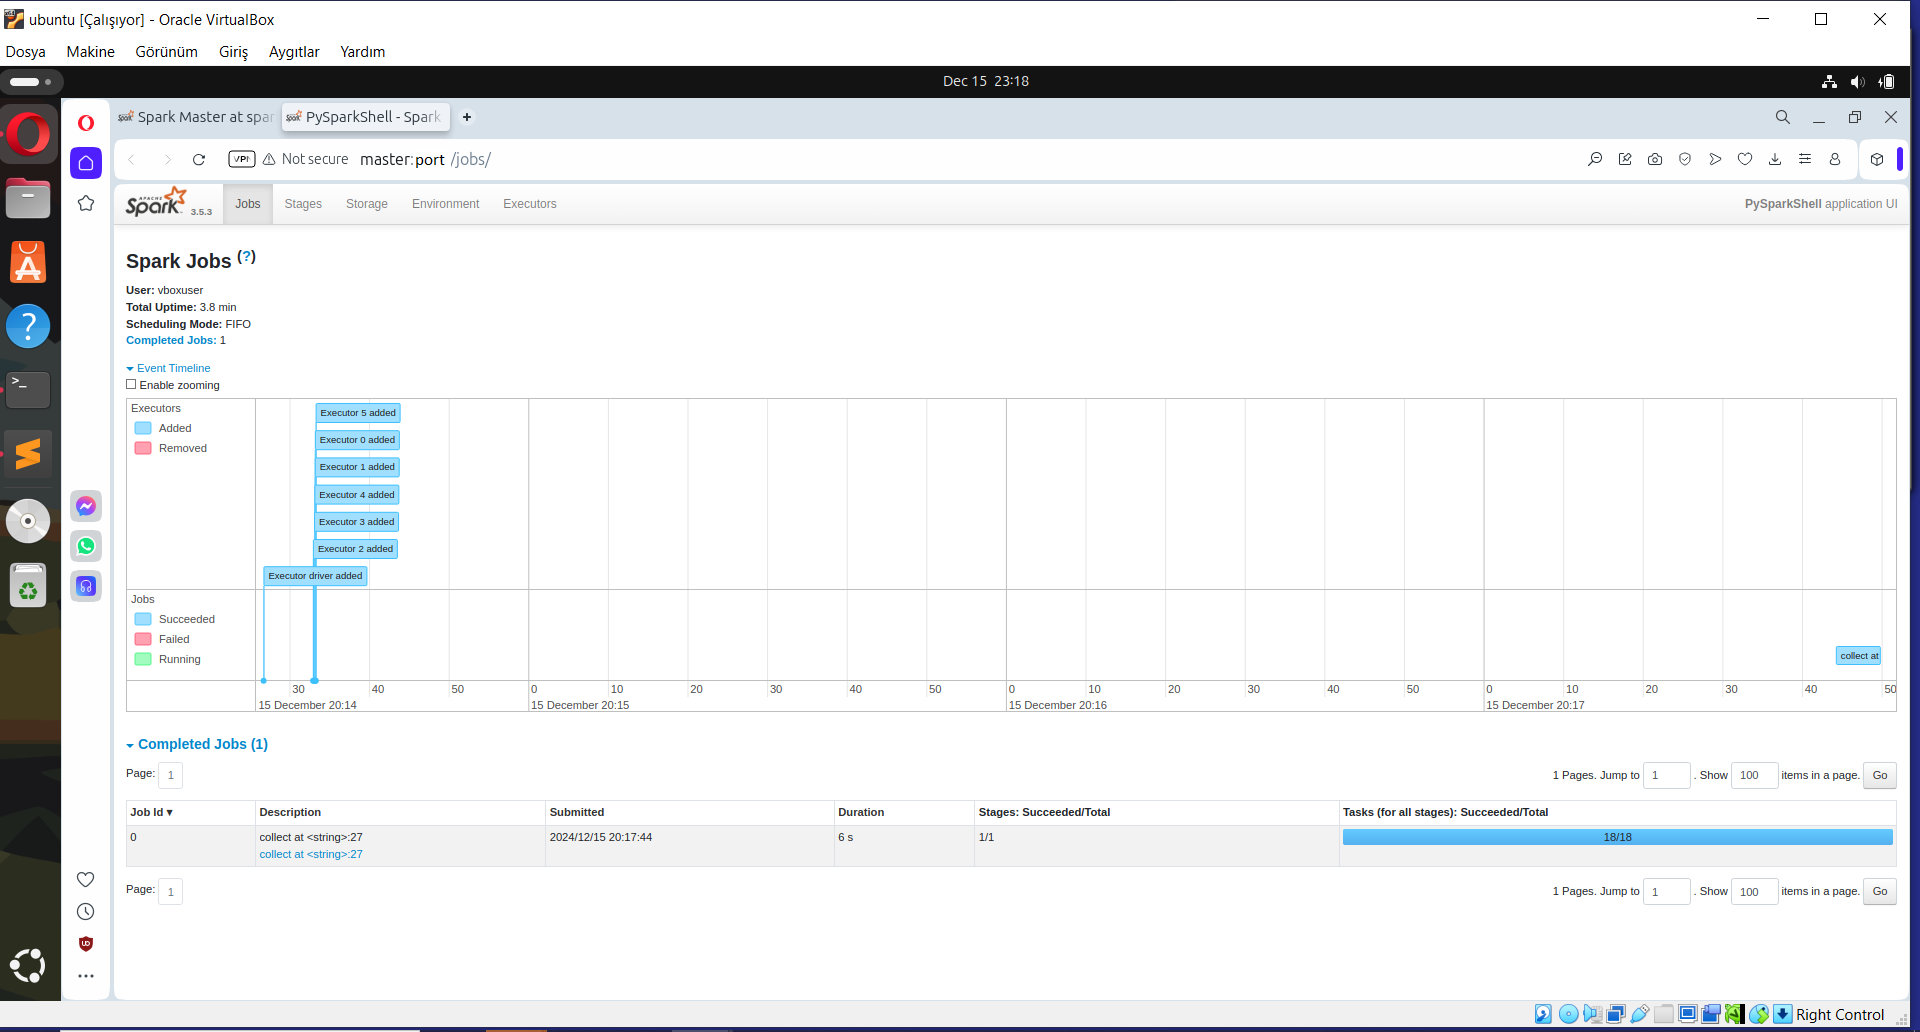 ubuntu [Çalışıyor] - Oracle VirtualBox
Dosya Makine Görünüm Giriş Aygıtlar Yardım
Dec 15 23:18
Spark Master at spar
PySparkShell - Spark
VPN
Not secure master:port /jobs/
APACHE Spark 3.5.3
Jobs Stages Storage Environment Executors
PySparkShell application UI
Spark Jobs (?)
User: vboxuser
Total Uptime: 3.8 min
Scheduling Mode: FIFO
Completed Jobs: 1
Event Timeline
Enable zooming
Executors
Added
Removed
Executor 5 added
Executor 0 added
Executor 1 added
Executor 4 added
Executor 3 added
Executor 2 added
Executor driver added
Jobs
Succeeded
Failed
Running
collect at
30 40 50 0 10 20 30 40 50 0 10 20 30 40 50 0 10 20 30 40 50
15 December 20:14 15 December 20:15 15 December 20:16 15 December 20:17
Completed Jobs (1)
Page: 1
1 Pages. Jump to 1 . Show 100 items in a page. Go
Job Id ▾ Description Submitted Duration Stages: Succeeded/Total Tasks (for all stages): Succeeded/Total
0 collect at <string>:27 2024/12/15 20:17:44 6 s 1/1 18/18
collect at <string>:27
Page: 1
1 Pages. Jump to 1 . Show 100 items in a page. Go
Right Control